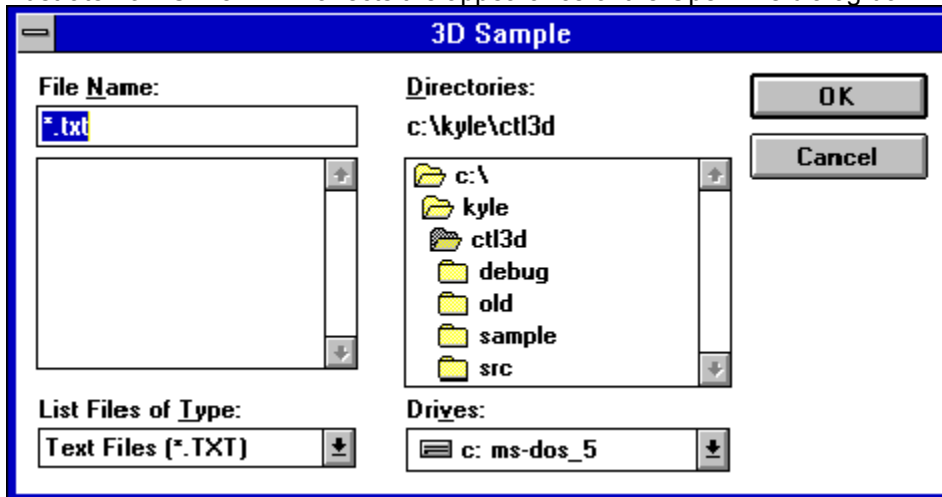 3D Sample
File Name:
*.txt
List Files of Type:
Text Files (*.TXT)
Directories:
c:\kyle\ctl3d
c:\
kyle
ctl3d
debug
old
sample
src
Drives:
c: ms-dos_5
OK
Cancel